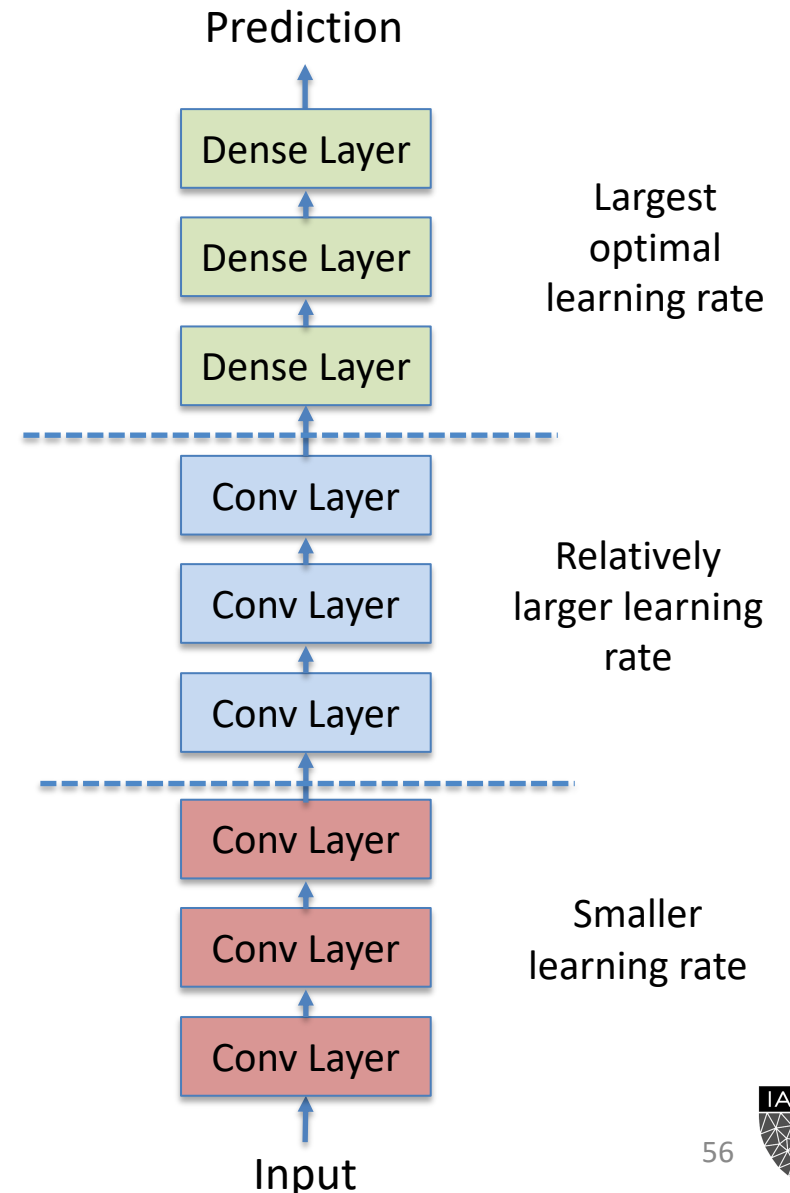 Prediction
Dense Layer
Dense Layer
Dense Layer
Largest
optimal
learning rate
Conv Layer
Conv Layer
Conv Layer
Relatively
larger learning
rate
Conv Layer
Conv Layer
Conv Layer
Smaller
learning rate
Input
56